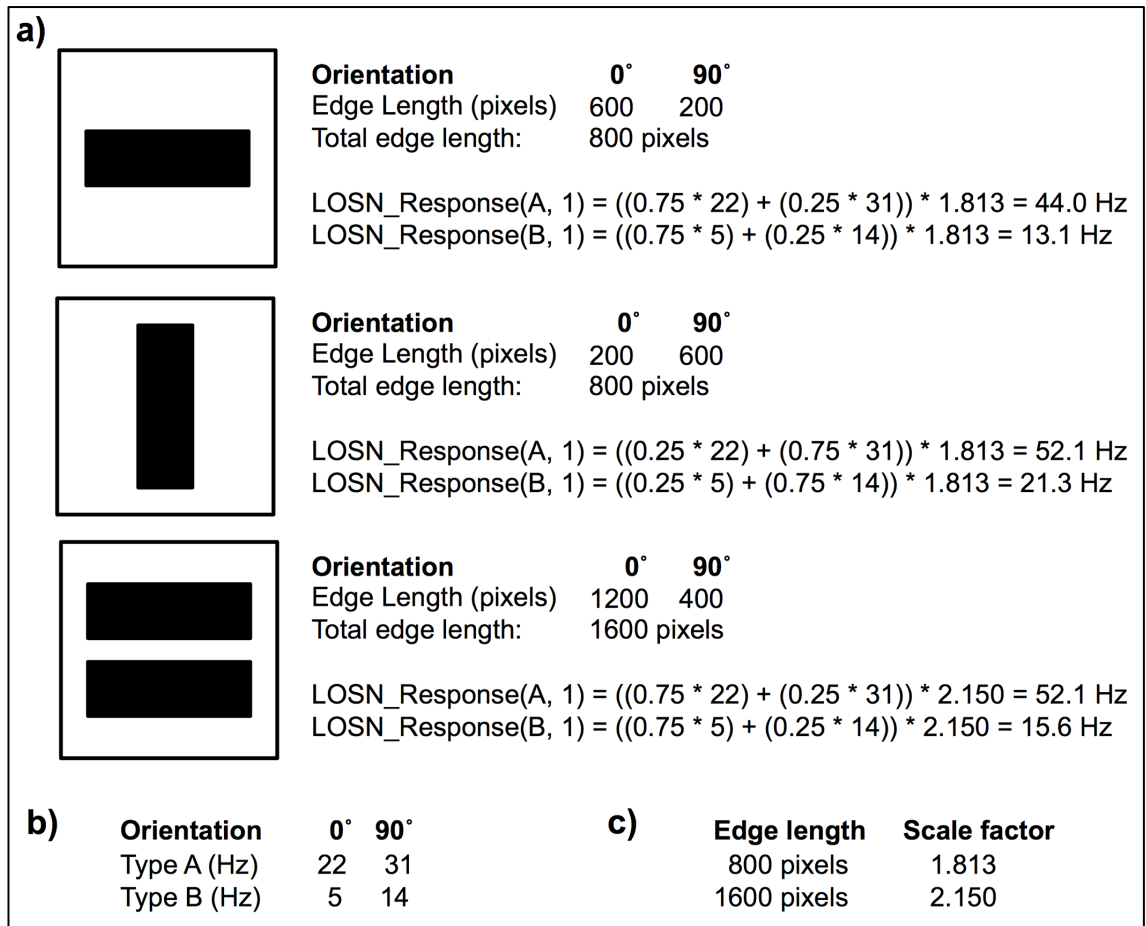 a)
Orientation 0° 90°
Edge Length (pixels) 600 200
Total edge length: 800 pixels
LOSN_Response(A, 1) = ((0.75 * 22) + (0.25 * 31)) * 1.813 = 44.0 Hz
LOSN_Response(B, 1) = ((0.75 * 5) + (0.25 * 14)) * 1.813 = 13.1 Hz
Orientation 0° 90°
Edge Length (pixels) 200 600
Total edge length: 800 pixels
LOSN_Response(A, 1) = ((0.25 * 22) + (0.75 * 31)) * 1.813 = 52.1 Hz
LOSN_Response(B, 1) = ((0.25 * 5) + (0.75 * 14)) * 1.813 = 21.3 Hz
Orientation 0° 90°
Edge Length (pixels) 1200 400
Total edge length: 1600 pixels
LOSN_Response(A, 1) = ((0.75 * 22) + (0.25 * 31)) * 2.150 = 52.1 Hz
LOSN_Response(B, 1) = ((0.75 * 5) + (0.25 * 14)) * 2.150 = 15.6 Hz
b)
Orientation 0° 90°
Type A (Hz) 22 31
Type B (Hz) 5 14
c)
Edge length Scale factor
800 pixels 1.813
1600 pixels 2.150